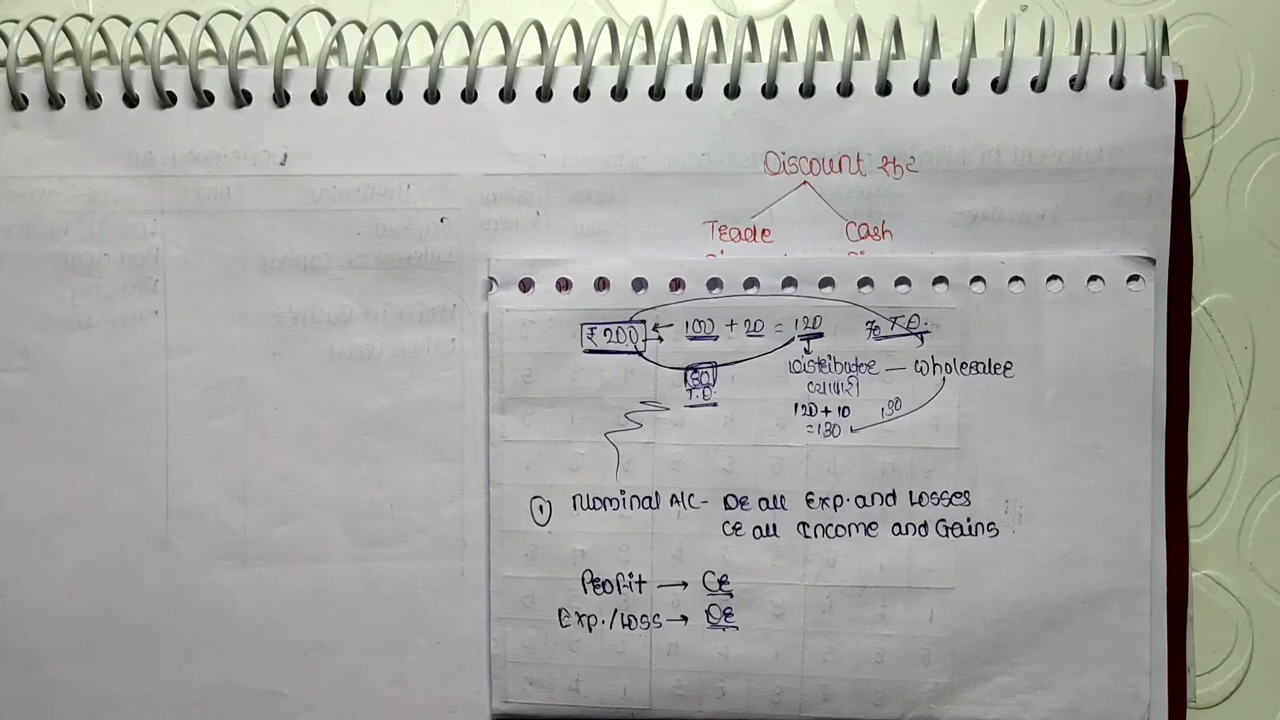 Discount
Trade Cash
₹200 ← 100 + 20 = 120 % T.D.
80 Distributer — Wholesaler
T.D. व्यापारी
120 + 10 130
= 130
① Nominal A/C - Dr all Exp. and Losses
Cr all Income and Gains
Profit → Cr
Exp./Loss → Dr